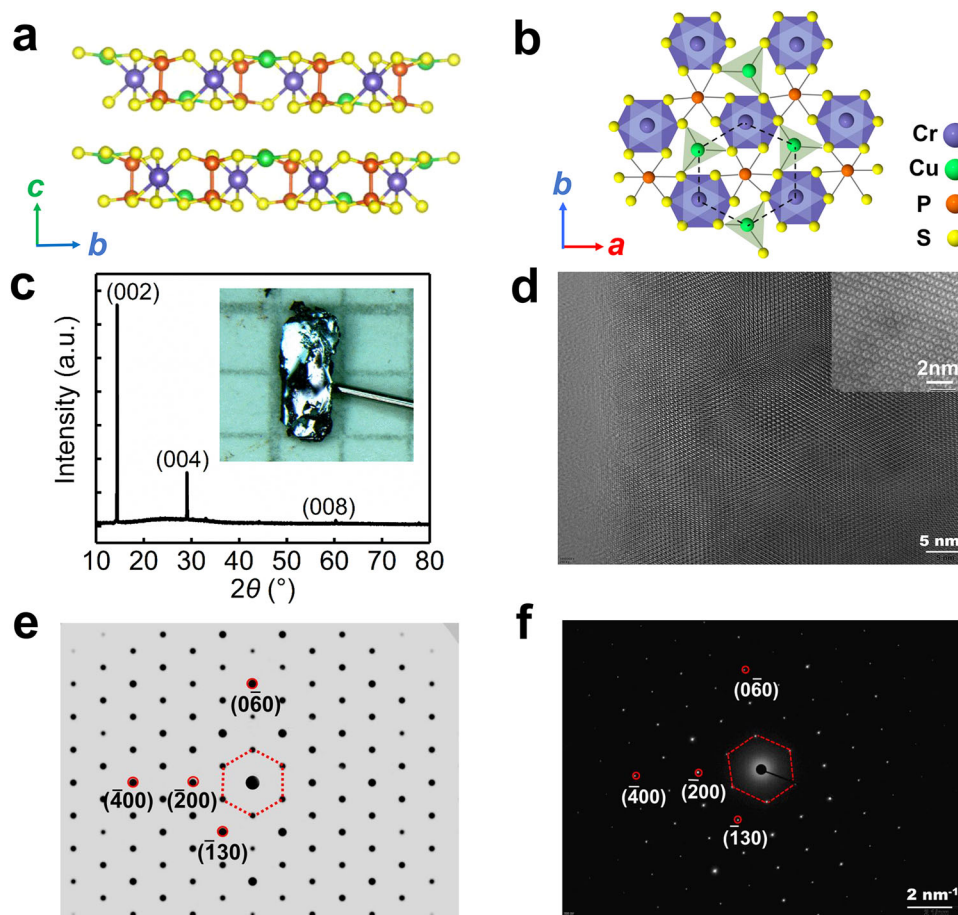 a
c
b
b
b
a
Cr
Cu
P
S
c
Intensity (a.u.)
(002)
(004)
(008)
10 20 30 40 50 60 70 80
2θ (°)
d
2nm
5 nm
e
(06̅0)
(4̅00)
(2̅00)
(1̅30)
f
(06̅0)
(4̅00)
(2̅00)
(1̅30)
2 nm⁻¹